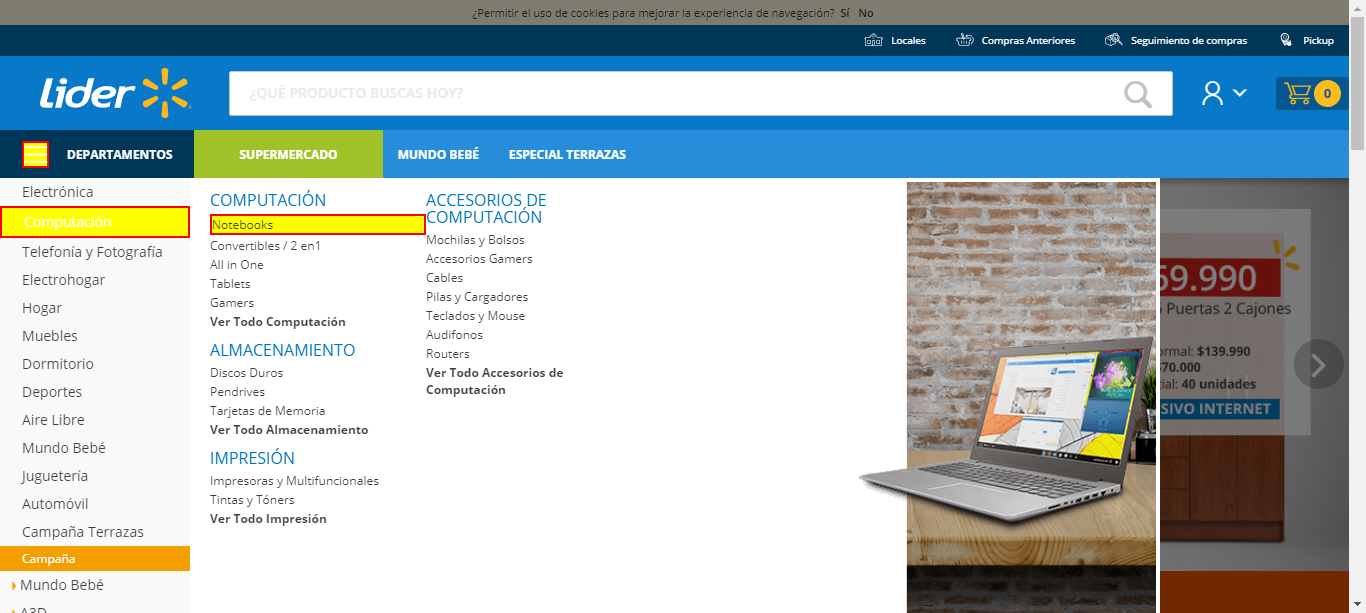 ¿Permitir el uso de cookies para mejorar la experiencia de navegación? Sí No
Locales Compras Anteriores Seguimiento de compras Pickup
Lider
¿QUÉ PRODUCTO BUSCAS HOY?
0
DEPARTAMENTOS SUPERMERCADO MUNDO BEBÉ ESPECIAL TERRAZAS
Electrónica
Computación
Telefonía y Fotografía
Electrohogar
Hogar
Muebles
Dormitorio
Deportes
Aire Libre
Mundo Bebé
Juguetería
Automóvil
Campaña Terrazas
Campaña
Mundo Bebé
A3D
COMPUTACIÓN
Notebooks
Convertibles / 2 en1
All in One
Tablets
Gamers
Ver Todo Computación
ALMACENAMIENTO
Discos Duros
Pendrives
Tarjetas de Memoria
Ver Todo Almacenamiento
IMPRESIÓN
Impresoras y Multifuncionales
Tintas y Tóners
Ver Todo Impresión
ACCESORIOS DE
COMPUTACIÓN
Mochilas y Bolsos
Accesorios Gamers
Cables
Pilas y Cargadores
Teclados y Mouse
Audifonos
Routers
Ver Todo Accesorios de
Computación
9.990
Puertas 2 Cajones
$139.990
70.000
40 unidades
INTERNET